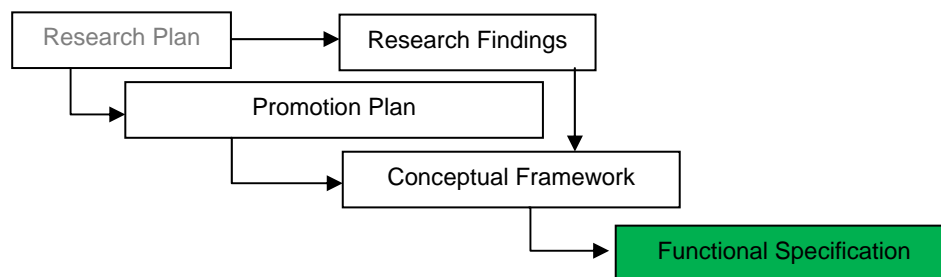 Research Plan
Research Findings
Promotion Plan
Conceptual Framework
Functional Specification